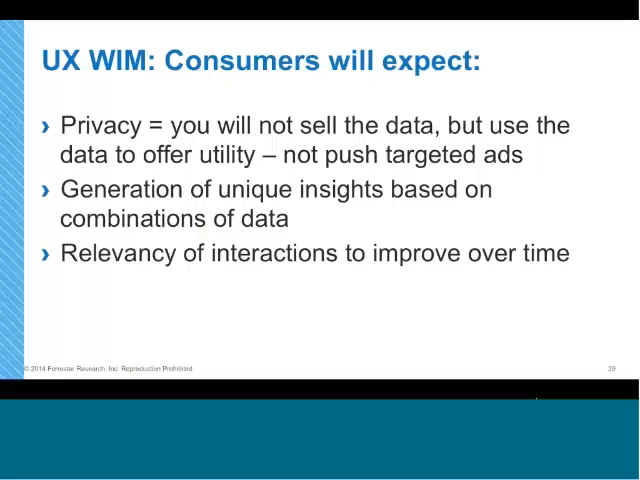 UX WIM: Consumers will expect:
› Privacy = you will not sell the data, but use the
data to offer utility – not push targeted ads
› Generation of unique insights based on
combinations of data
› Relevancy of interactions to improve over time
© 2014 Forrester Research, Inc. Reproduction Prohibited
29